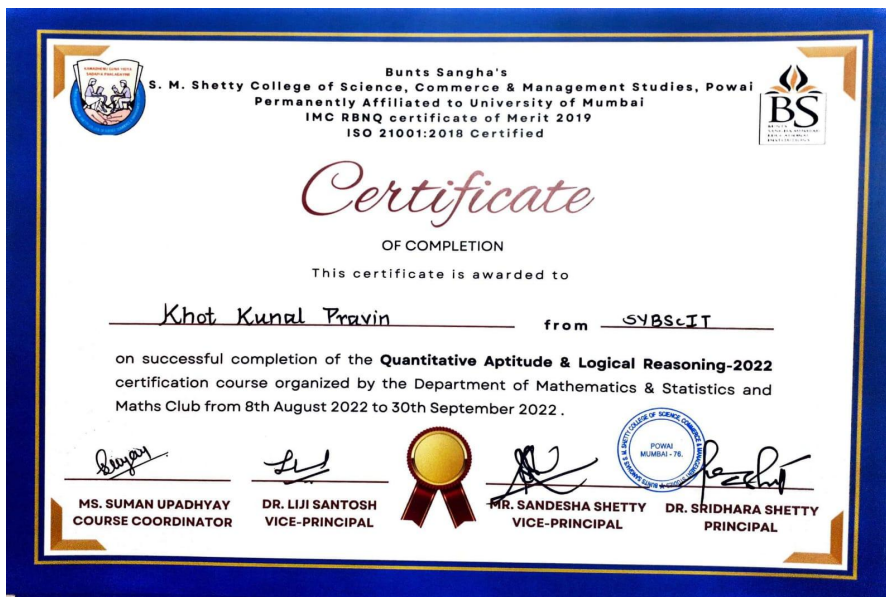 Bunts Sangha's
S. M. Shetty College of Science, Commerce & Management Studies, Powai
Permanently Affiliated to University of Mumbai
IMC RBNQ certificate of Merit 2019
ISO 21001:2018 Certified
BS
Certificate
OF COMPLETION
This certificate is awarded to
Khot Kunal Pravin from SYBScIT
on successful completion of the Quantitative Aptitude & Logical Reasoning-2022
certification course organized by the Department of Mathematics & Statistics and
Maths Club from 8th August 2022 to 30th September 2022 .
POWAI
MUMBAI - 76.
MS. SUMAN UPADHYAY
COURSE COORDINATOR
DR. LIJI SANTOSH
VICE-PRINCIPAL
MR. SANDESHA SHETTY
VICE-PRINCIPAL
DR. SRIDHARA SHETTY
PRINCIPAL